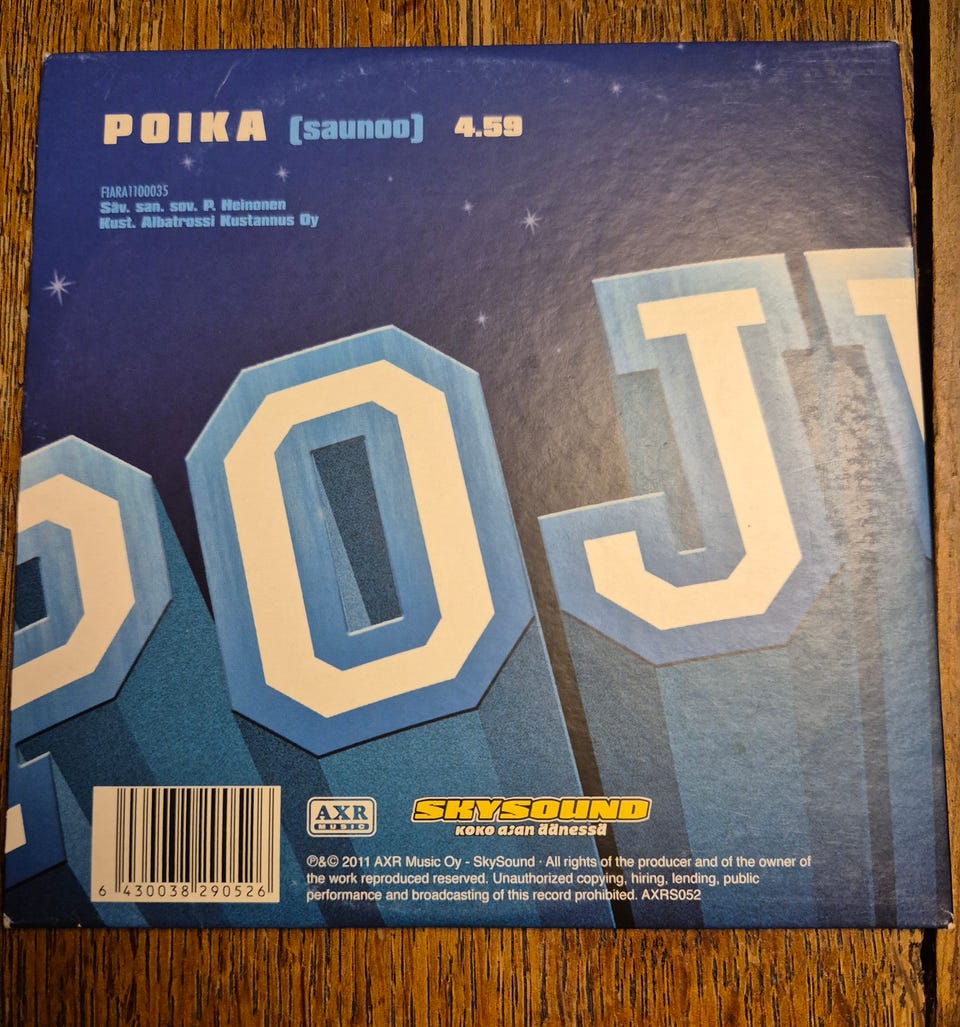 POIKA (saunoo) 4.59
FIARA1100035
Säv. san. sov. P. Heinonen
Kust. Albatrossi Kustannus Oy
POJ
AXR
MUSIC
SKYSOUND
KOKO aJan äänessä
℗&© 2011 AXR Music Oy - SkySound · All rights of the producer and of the owner of
the work reproduced reserved. Unauthorized copying, hiring, lending, public
performance and broadcasting of this record prohibited. AXRS052
6 430038 290526